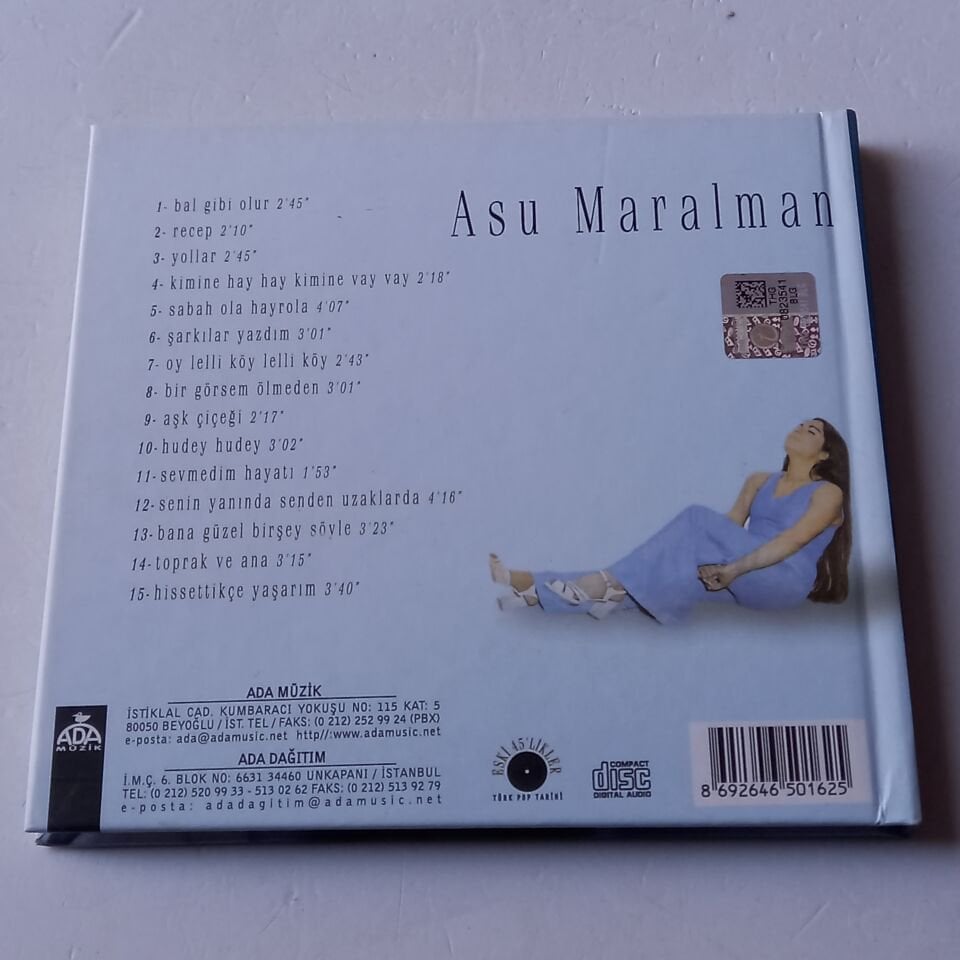 1- bal gibi olur 2'45"
2- recep 2'10"
3- yollar 2'45"
4- kimine hay hay kimine vay vay 2'18"
5- sabah ola hayrola 4'07"
6- şarkılar yazdım 3'01"
7- oy lelli köy lelli köy 2'43"
8- bir görsem ölmeden 3'01"
9- aşk çiçeği 2'17"
10- hudey hudey 3'02"
11- sevmedim hayatı 1'53"
12- senin yanında senden uzaklarda 4'16"
13- bana güzel birşey söyle 3'23"
14- toprak ve ana 3'15"
15- hissettikçe yaşarım 3'40"
Asu Maralman
THG
0823541
BLG
ADA
MÜZİK
ADA MÜZİK
İSTİKLAL CAD. KUMBARACI YOKUŞU NO: 115 KAT: 5
80050 BEYOĞLU / İST. TEL / FAKS: (0 212) 252 99 24 (PBX)
e-posta: ada@adamusic.net http//:www.adamusic.net
ADA DAĞITIM
İ.M.Ç. 6. BLOK NO: 6631 34460 UNKAPANI / İSTANBUL
TEL: (0 212) 520 99 33 - 513 02 62 FAKS: (0 212) 513 92 79
e-posta: adadagitim@adamusic.net
ESKİ 45'LİKLER
TÜRK POP TARİHİ
COMPACT
disc
DIGITAL AUDIO
8 692646 501625